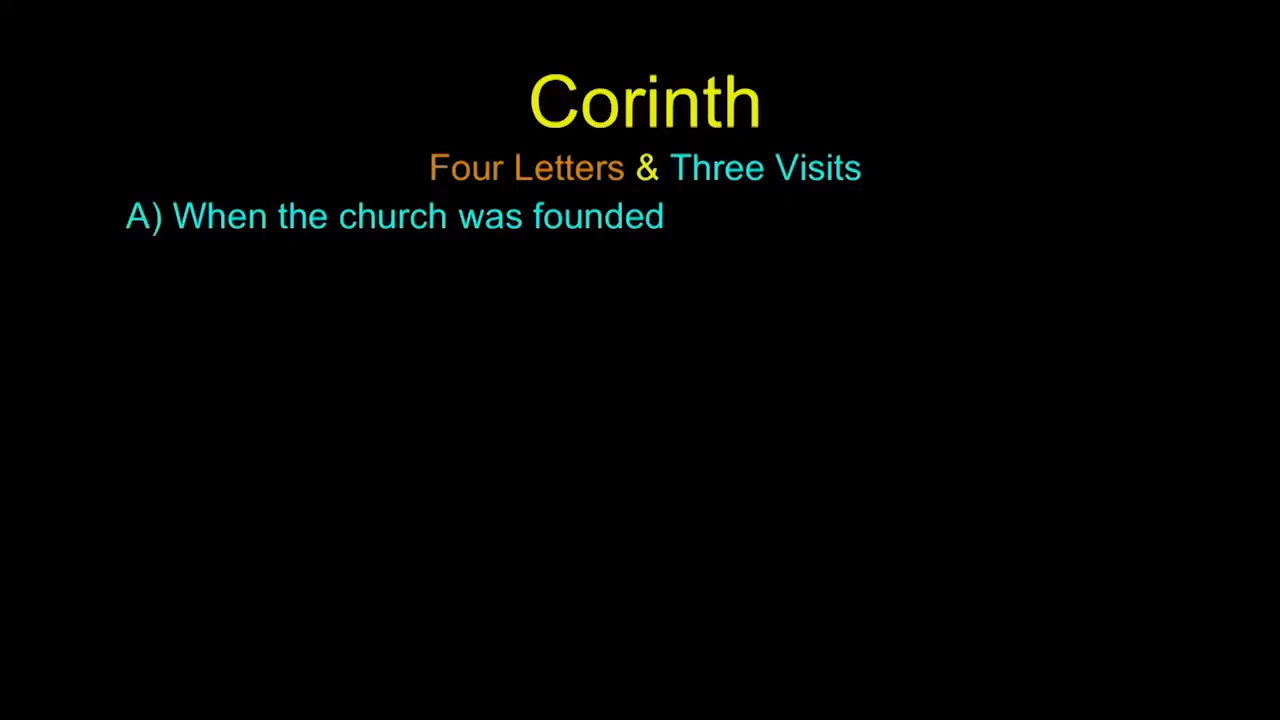 Corinth
Four Letters & Three Visits
A) When the church was founded